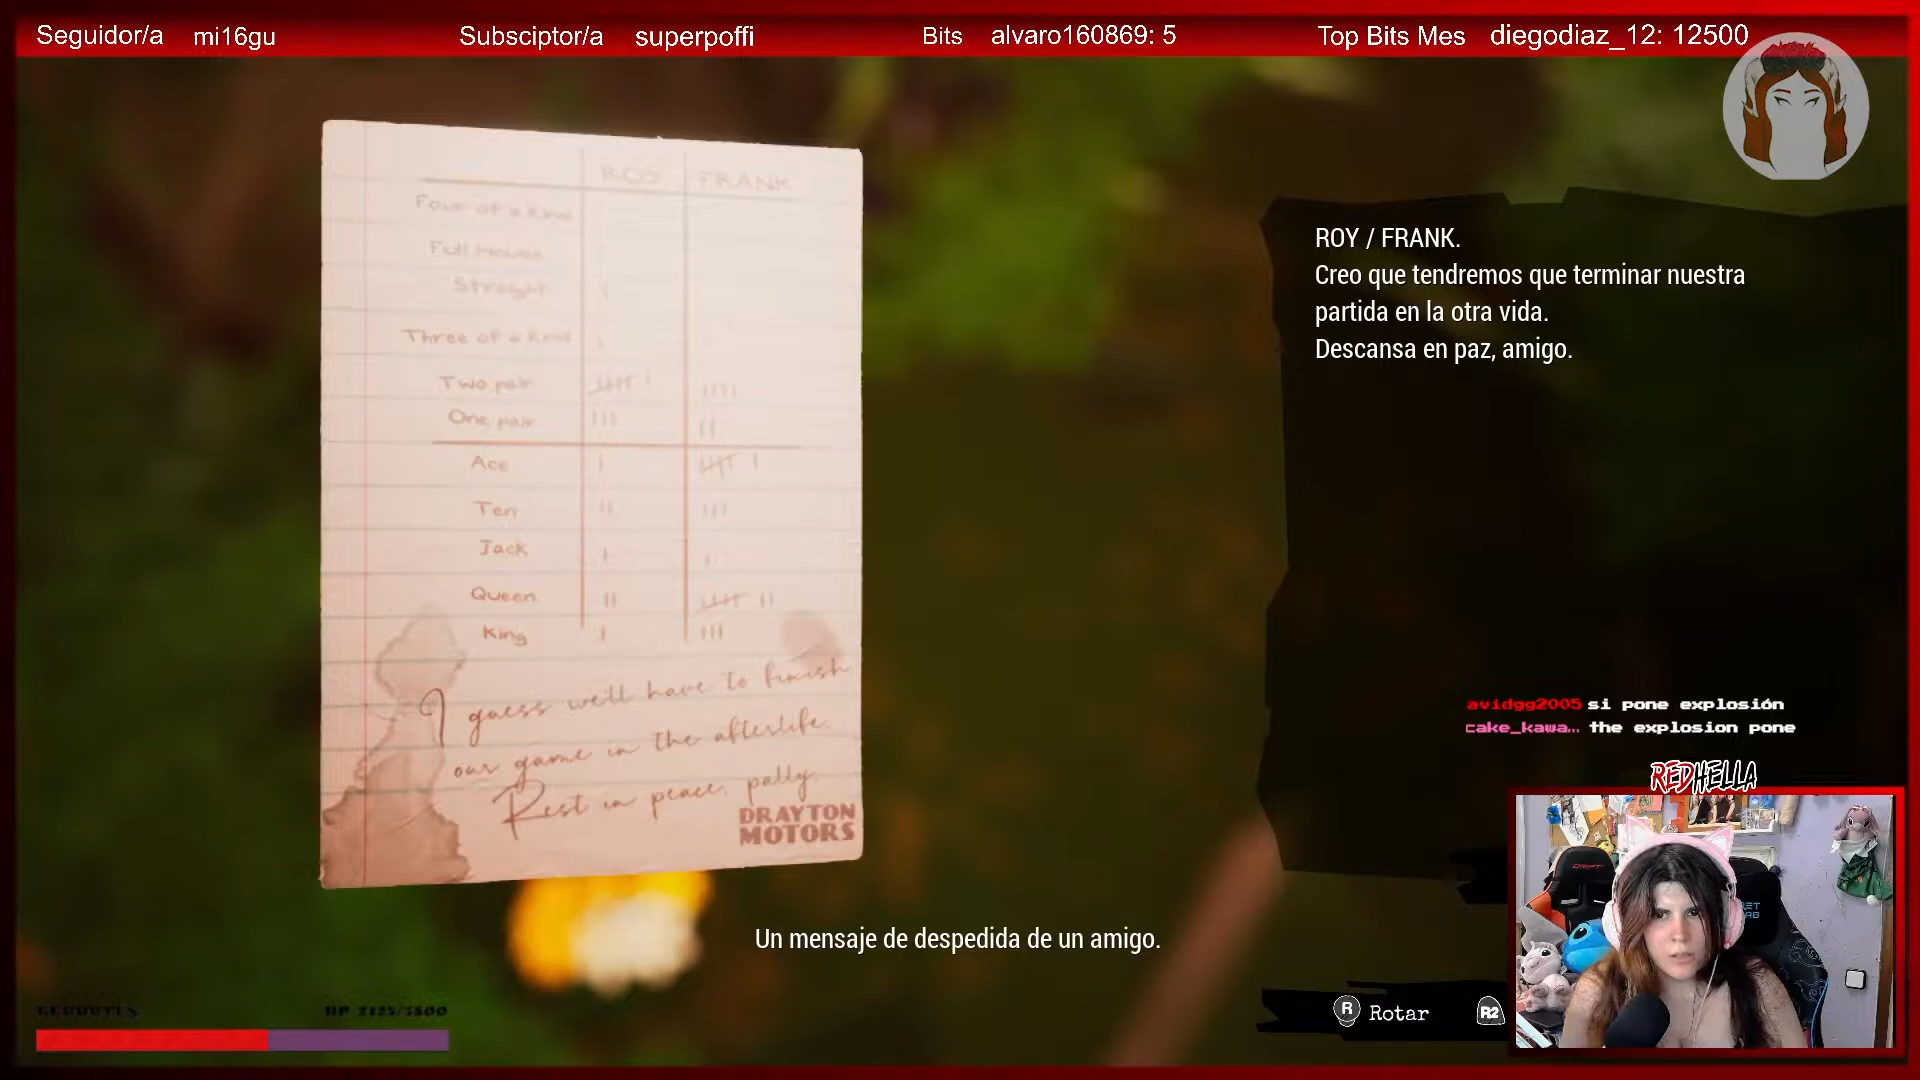 Seguidor/a mi16gu Subsciptor/a superpoffi Bits alvaro160869: 5 Top Bits Mes diegodiaz_12: 12500
ROY FRANK
Four of a Kind
Full House
Straight
Three of a Kind
Two pair
One pair
Ace
Ten
Jack
Queen
King
I guess we'll have to finish
our game in the afterlife.
Rest in peace, pally.
DRAYTON
MOTORS
ROY / FRANK.
Creo que tendremos que terminar nuestra
partida en la otra vida.
Descansa en paz, amigo.
Un mensaje de despedida de un amigo.
avidgg2005 si pone explosión
cake_kawa... the explosion pone
REDHELLA
R Rotar R2